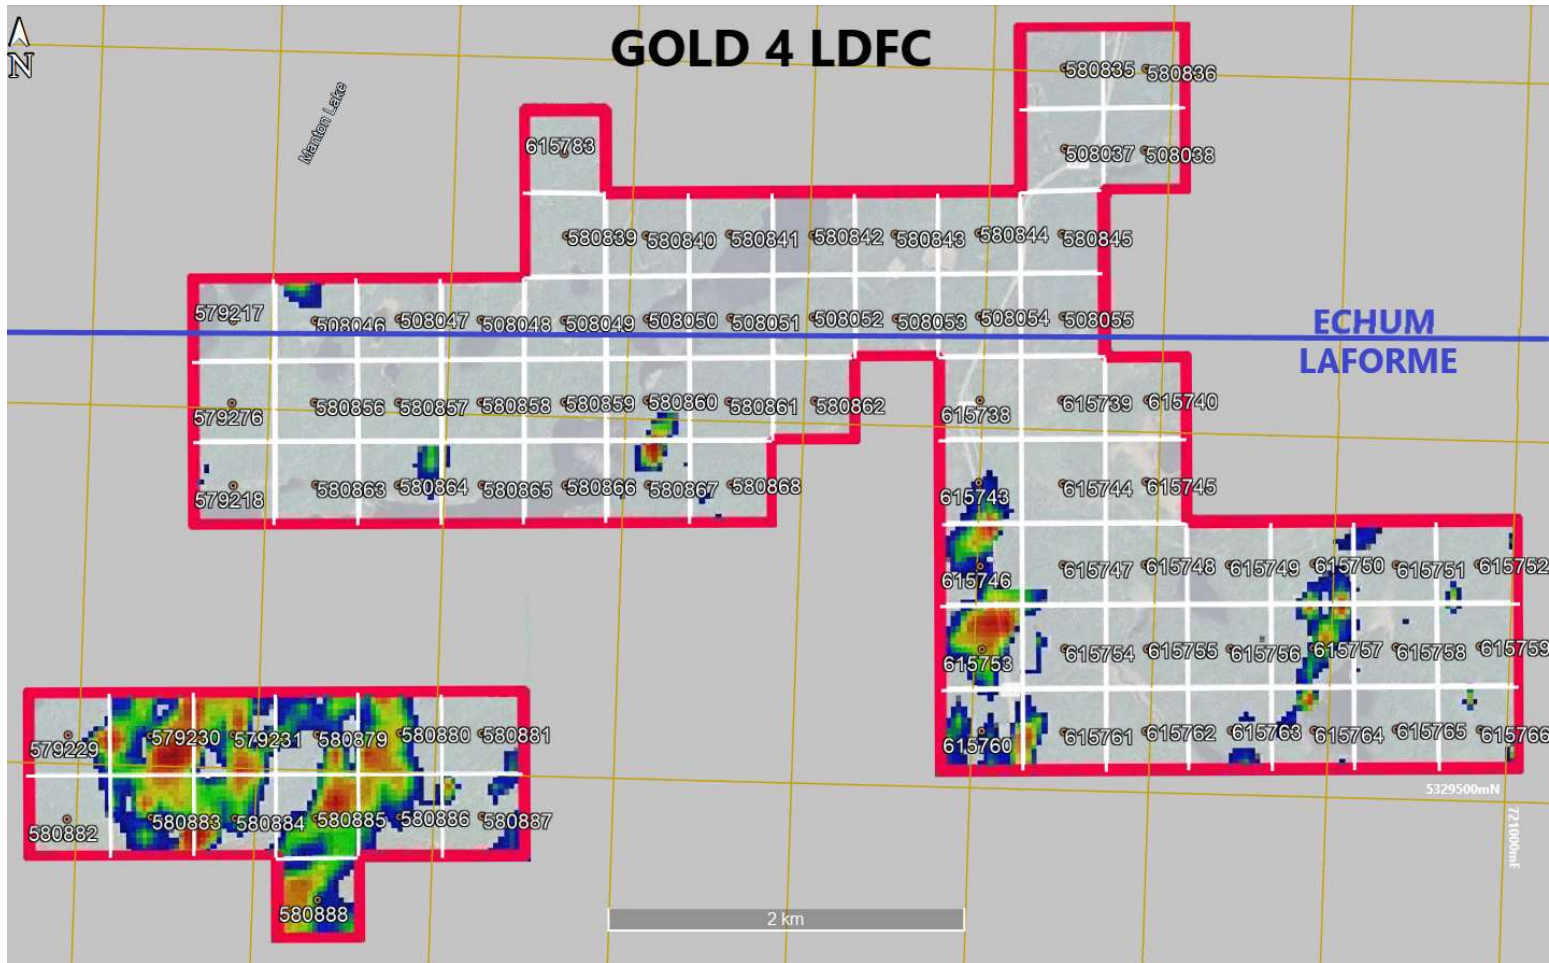 GOLD 4 LDFC
N
Manton Lake
580835 580836
615783
508037 508038
580839 580840 580841 580842 580843 580844 580845
579217 508046 508047 508048 508049 508050 508051 508052 508053 508054 508055
ECHUM
LAFORME
579276 580856 580857 580858 580859 580860 580861 580862 615738 615739 615740
579218 580863 580864 580865 580866 580867 580868 615743 615744 615745
615746 615747 615748 615749 615750 615751 615752
615753 615754 615755 615756 615757 615758 615759
579229 579230 579231 580879 580880 580881 615760 615761 615762 615763 615764 615765 615766
5329500mN
721000mE
580882 580883 580884 580885 580886 580887
580888
2 km